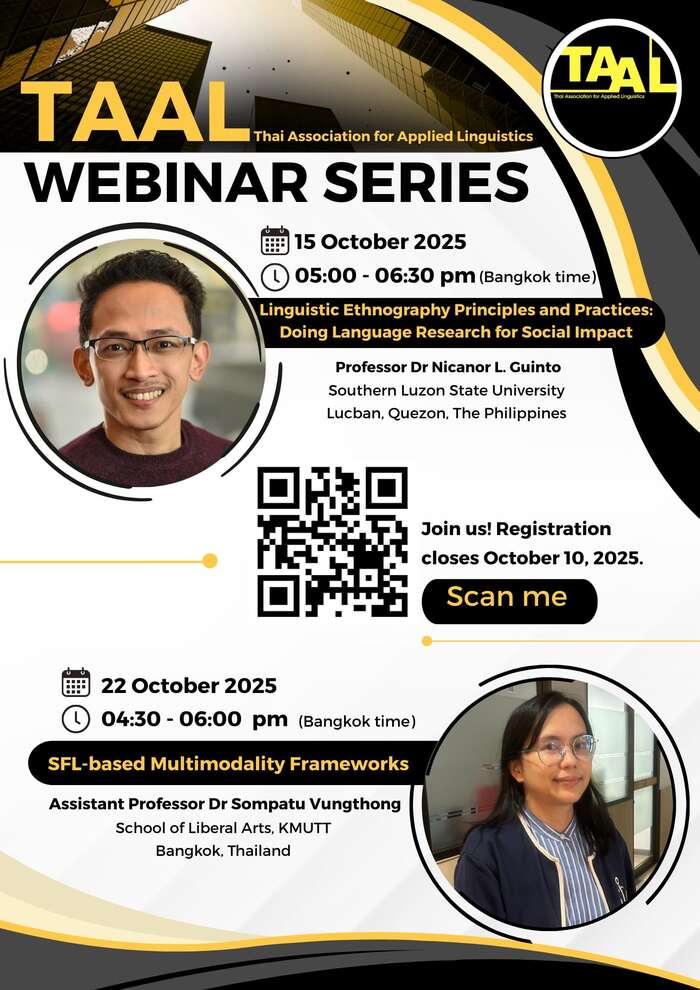 TAAL Thai Association for Applied Linguistics
TAAL
Thai Association for Applied Linguistics
WEBINAR SERIES
15 October 2025
05:00 - 06:30 pm (Bangkok time)
Linguistic Ethnography Principles and Practices:
Doing Language Research for Social Impact
Professor Dr Nicanor L. Guinto
Southern Luzon State University
Lucban, Quezon, The Philippines
Join us! Registration
closes October 10, 2025.
Scan me
22 October 2025
04:30 - 06:00 pm (Bangkok time)
SFL-based Multimodality Frameworks
Assistant Professor Dr Sompatu Vungthong
School of Liberal Arts, KMUTT
Bangkok, Thailand